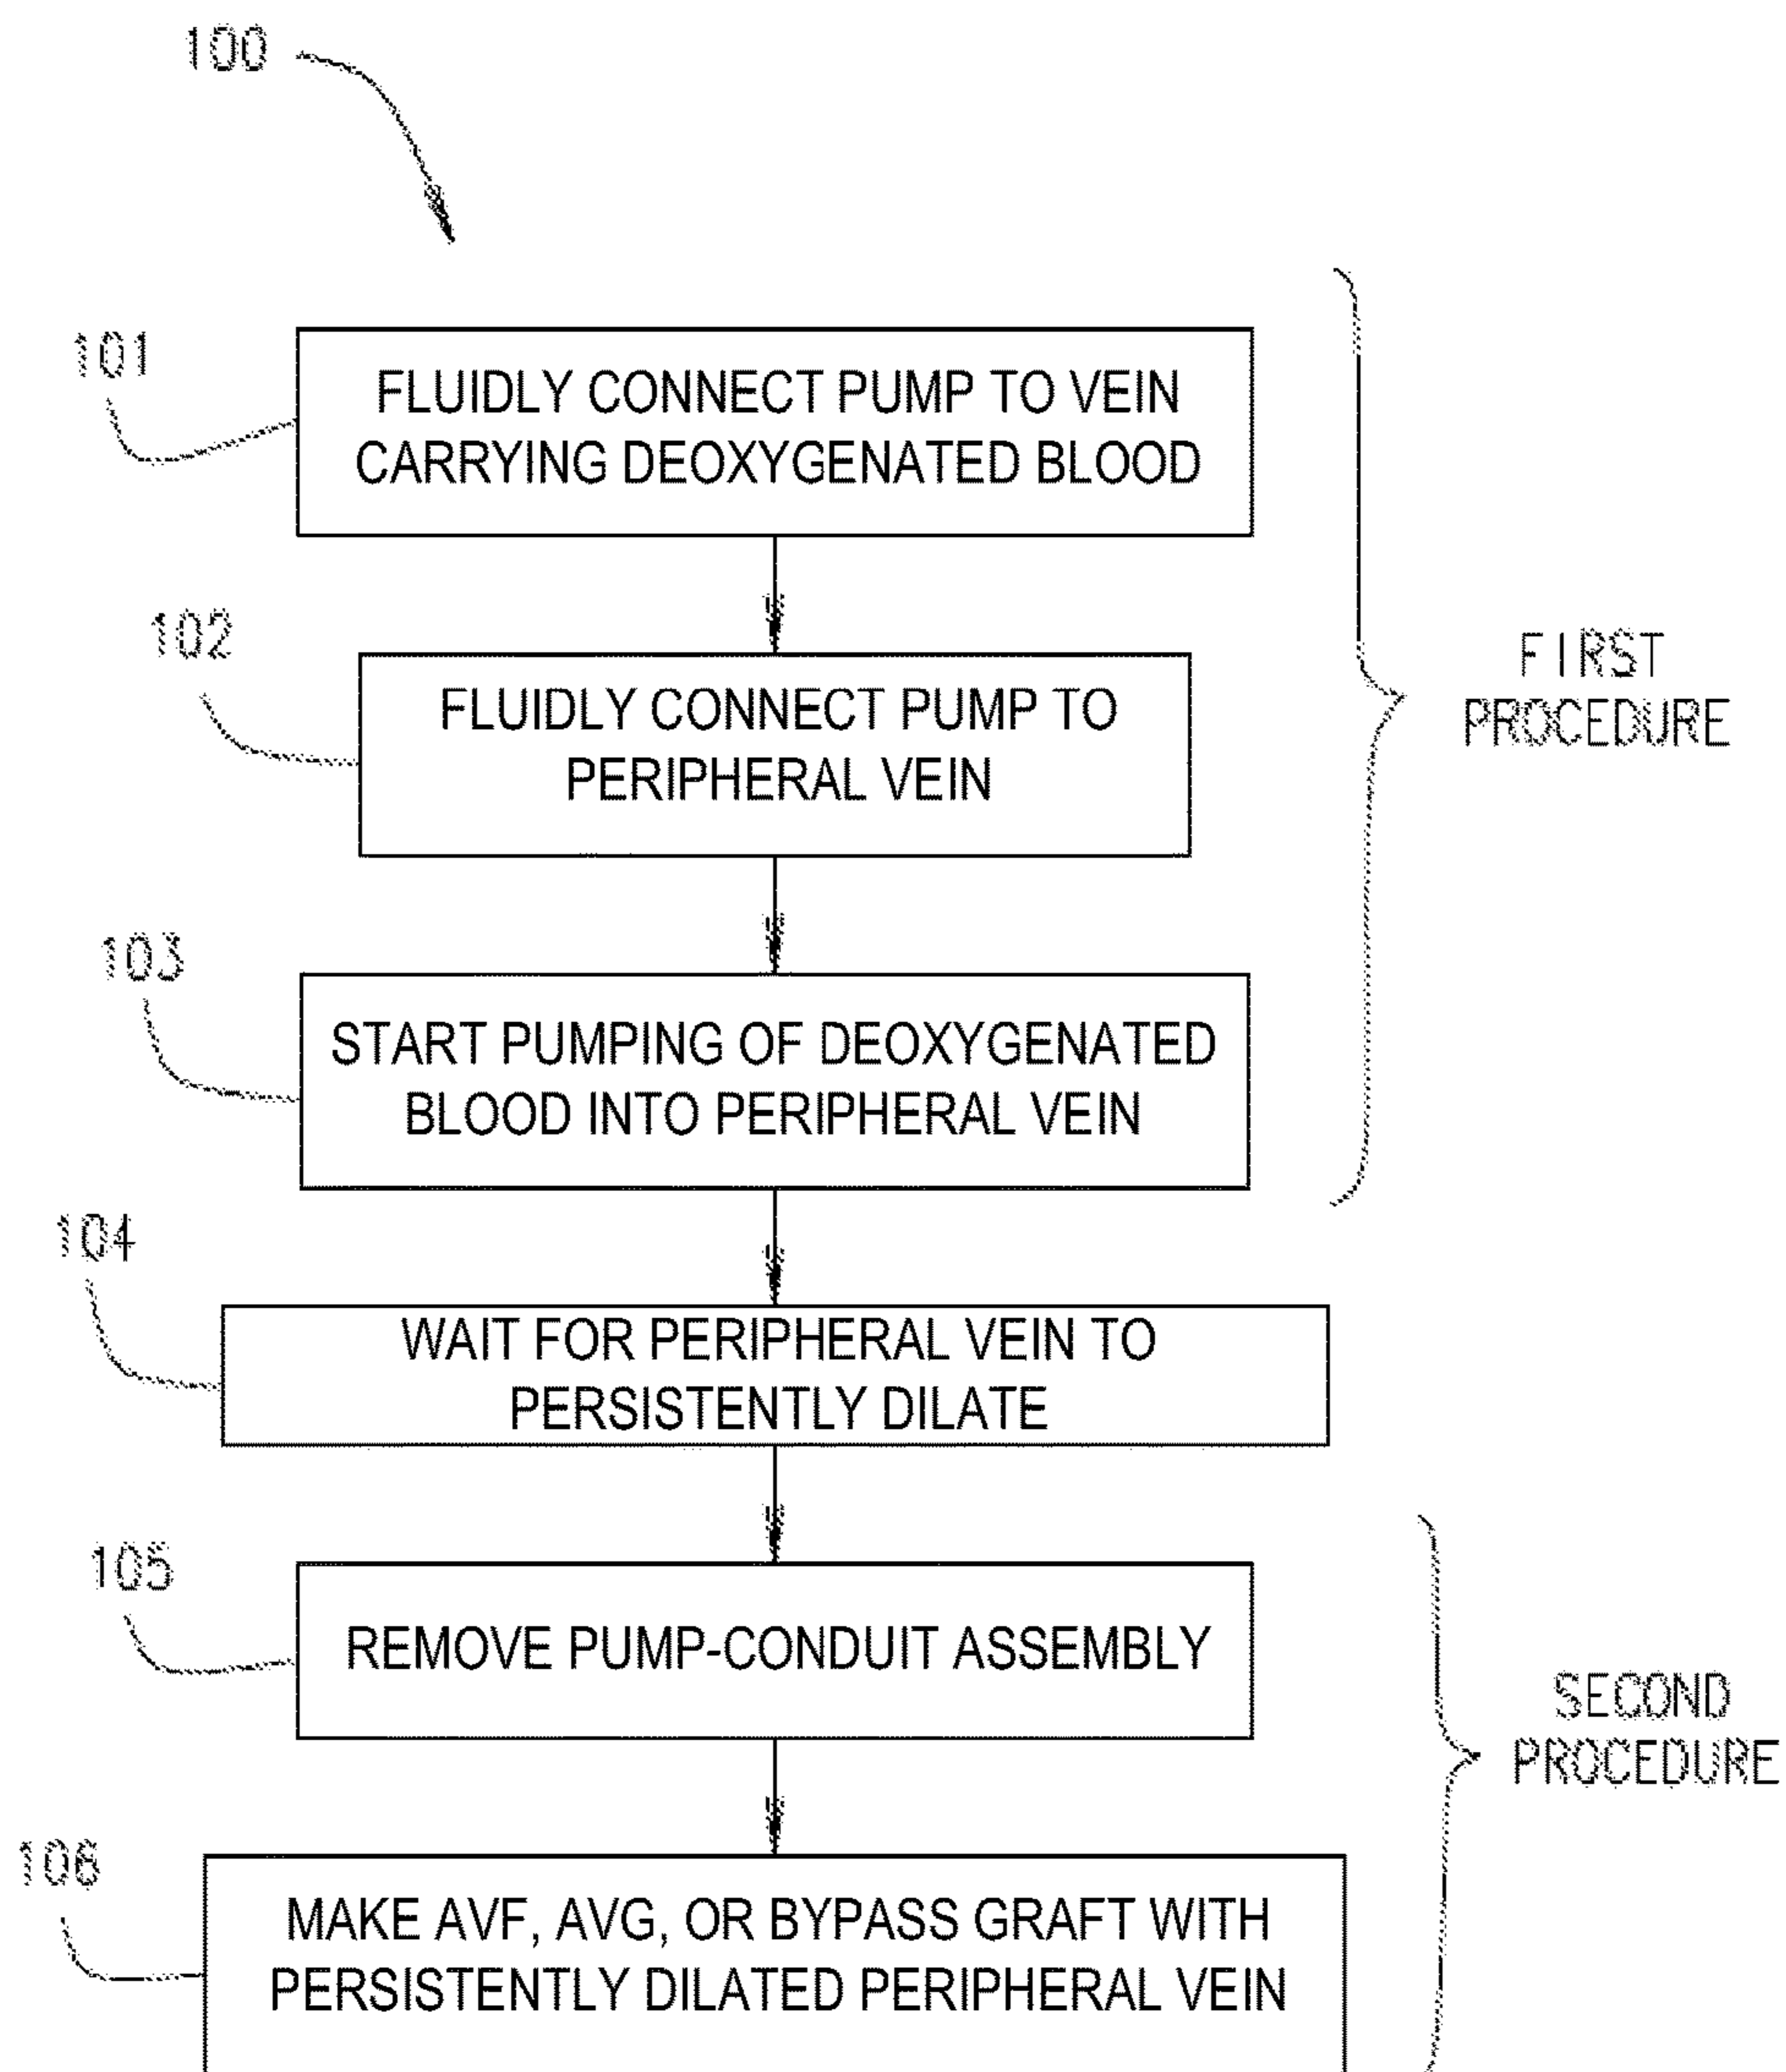 100
101
FLUIDLY CONNECT PUMP TO VEIN
CARRYING DEOXYGENATED BLOOD
102
FLUIDLY CONNECT PUMP TO
PERIPHERAL VEIN
FIRST
PROCEDURE
103
START PUMPING OF DEOXYGENATED
BLOOD INTO PERIPHERAL VEIN
104
WAIT FOR PERIPHERAL VEIN TO
PERSISTENTLY DILATE
105
REMOVE PUMP-CONDUIT ASSEMBLY
SECOND
PROCEDURE
106
MAKE AVF, AVG, OR BYPASS GRAFT WITH
PERSISTENTLY DILATED PERIPHERAL VEIN